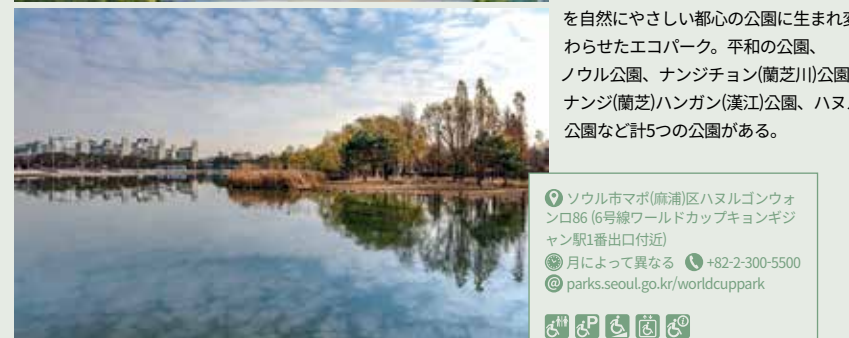 を自然にやさしい都心の公園に生まれ変
わらせたエコパーク。平和の公園、
ノウル公園、ナンジチョン(蘭芝川)公園
ナンジ(蘭芝)ハンガン(漢江)公園、ハヌ
公園など計5つの公園がある。
ソウル市マポ(麻浦)区ハヌルゴンウォ
ンロ86 (6号線ワールドカップキョンギジ
ャン駅1番出口付近)
月によって異なる +82-2-300-5500
@ parks.seoul.go.kr/worldcuppark
P